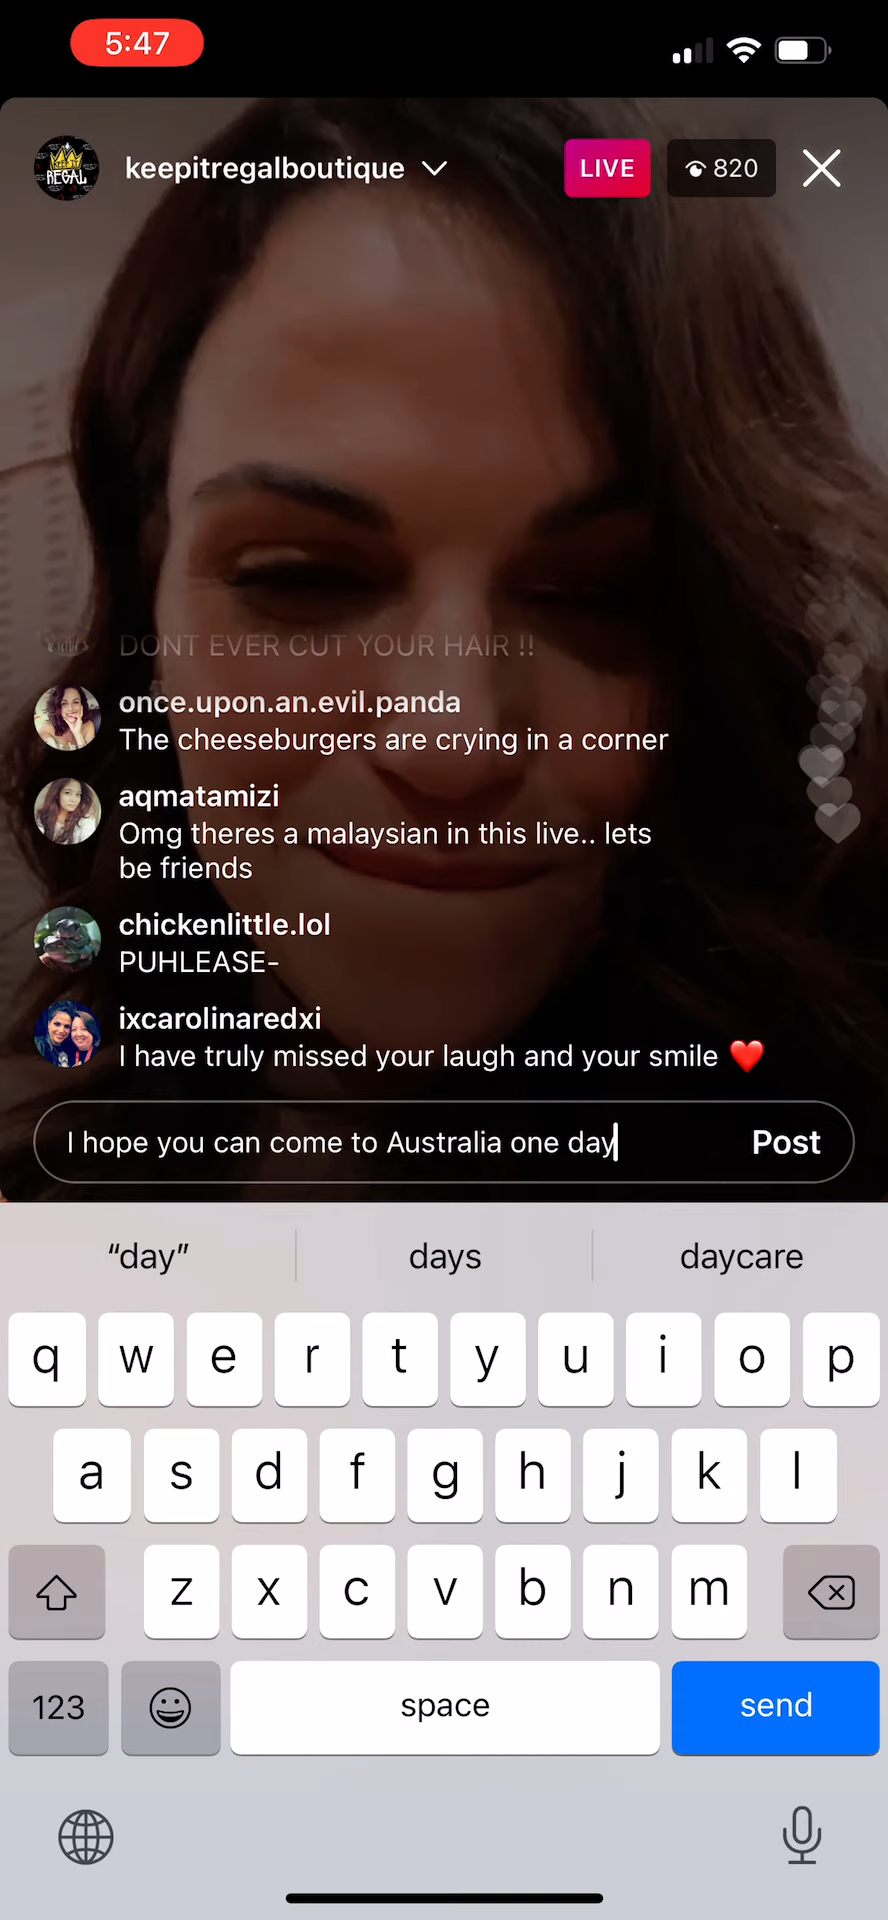 5:47
REGAL
keepitregalboutique
LIVE
820
DONT EVER CUT YOUR HAIR !!
once.upon.an.evil.panda
The cheeseburgers are crying in a corner
aqmatamizi
Omg theres a malaysian in this live.. lets
be friends
chickenlittle.lol
PUHLEASE-
ixcarolinaredxi
I have truly missed your laugh and your smile ❤️
I hope you can come to Australia one day
Post
“day” days daycare
q w e r t y u i o p
a s d f g h j k l
z x c v b n m
123 space send